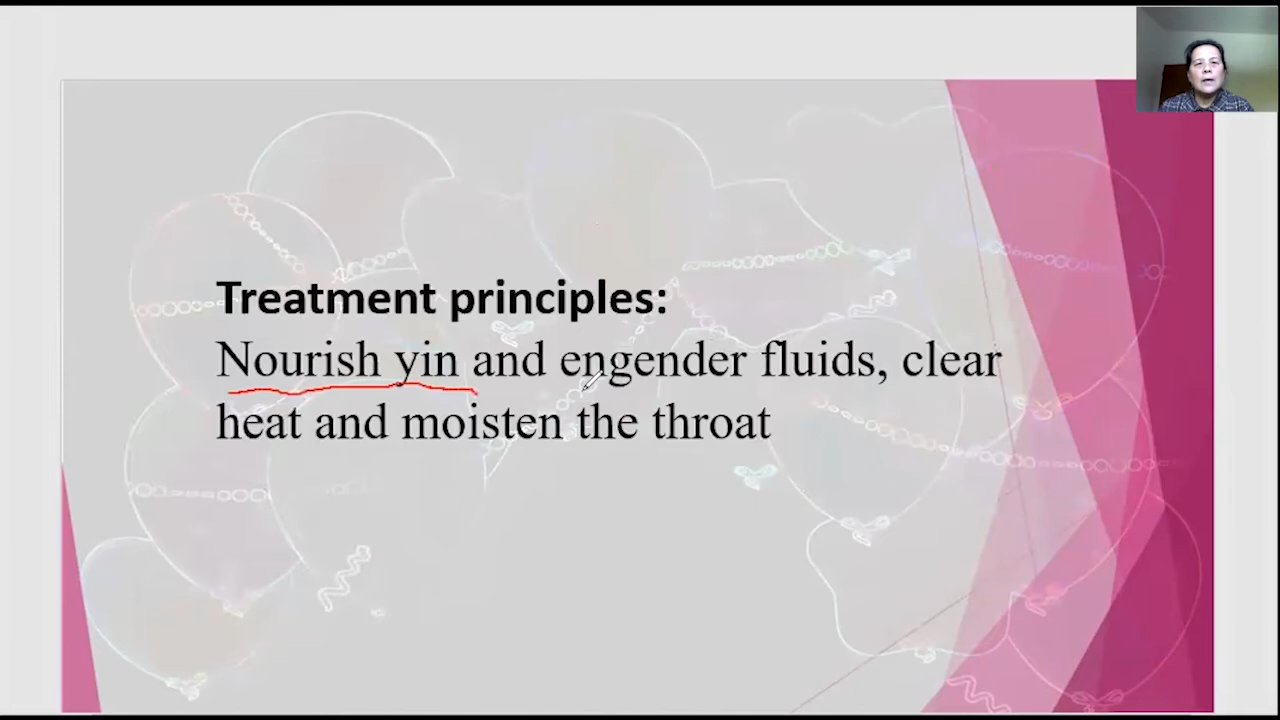 Treatment principles:
Nourish yin and engender fluids, clear
heat and moisten the throat